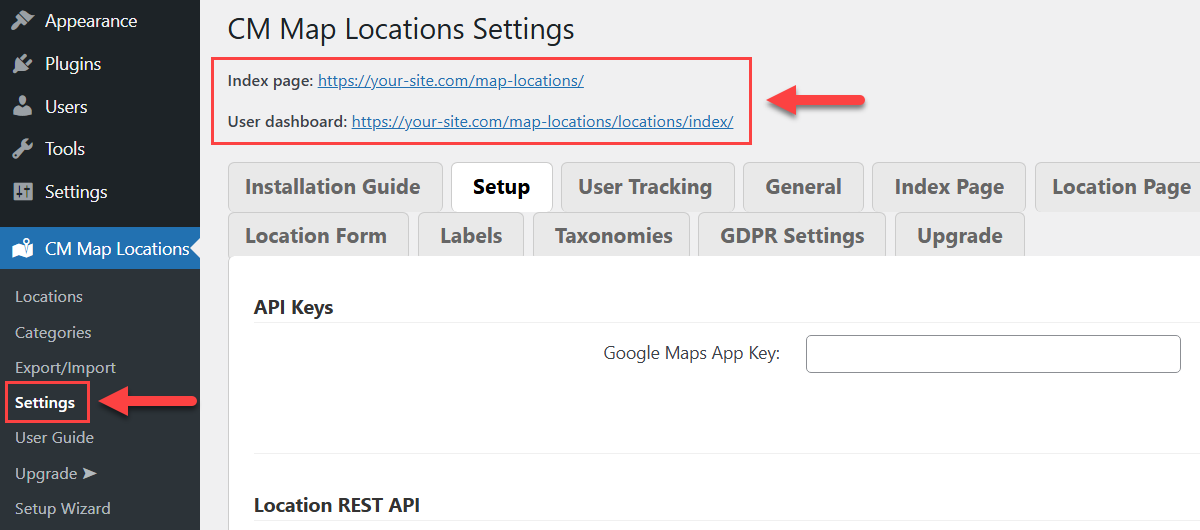 Appearance
Plugins
Users
Tools
Settings
CM Map Locations
Locations
Categories
Export/Import
Settings
User Guide
Upgrade ➤
Setup Wizard
CM Map Locations Settings
Index page: https://your-site.com/map-locations/
User dashboard: https://your-site.com/map-locations/locations/index/
Installation Guide Setup User Tracking General Index Page Location Page
Location Form Labels Taxonomies GDPR Settings Upgrade
API Keys
Google Maps App Key:
Location REST API